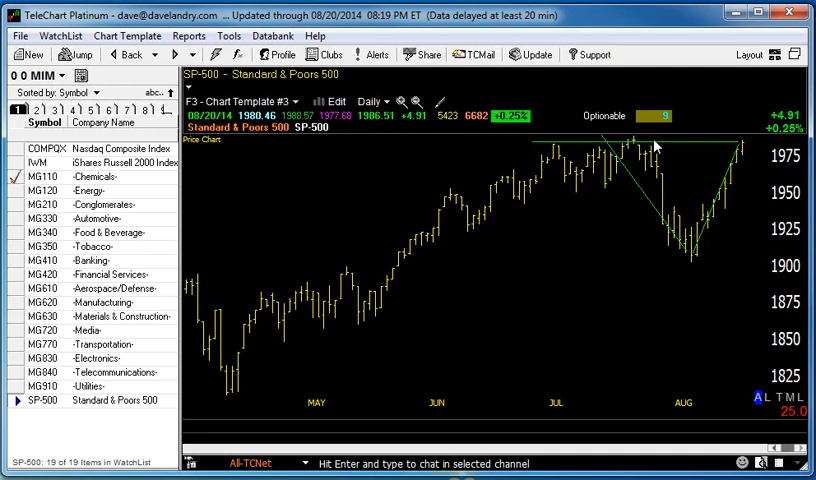 TeleChart Platinum - dave@davelandry.com ... Updated through 08/20/2014 08:19 PM ET (Data delayed at least 20 min)
File WatchList Chart Template Reports Tools Databank Help
New Jump Back Profile Clubs Alerts Share TCMail Update Support Layout
0 0 MIM
Sorted by: Symbol abc..
1 2 3 4 5 6 7 8
Symbol Company Name
COMPQX Nasdaq Composite Index
IWM iShares Russell 2000 Index
MG110 -Chemicals-
MG120 -Energy-
MG210 -Conglomerates-
MG330 -Automotive-
MG340 -Food & Beverage-
MG350 -Tobacco-
MG410 -Banking-
MG420 -Financial Services-
MG610 -Aerospace/Defense-
MG620 -Manufacturing-
MG630 -Materials & Construction-
MG720 -Media-
MG770 -Transportation-
MG830 -Electronics-
MG840 -Telecommunications-
MG910 -Utilities-
SP-500 Standard & Poors 500
SP-500: 19 of 19 Items in WatchList
SP-500 - Standard & Poors 500
F3 - Chart Template #3 Edit Daily
08/20/14 1980.46 1988.57 1977.68 1986.51 +4.91 5423 6682 +0.25% Optionable 9 +4.91
+0.25%
Standard & Poors 500 SP-500
Price Chart
1975
1950
1925
1900
1875
1850
1825
MAY JUN JUL AUG
A L T M L
25.0
All-TCNet Hit Enter and type to chat in selected channel